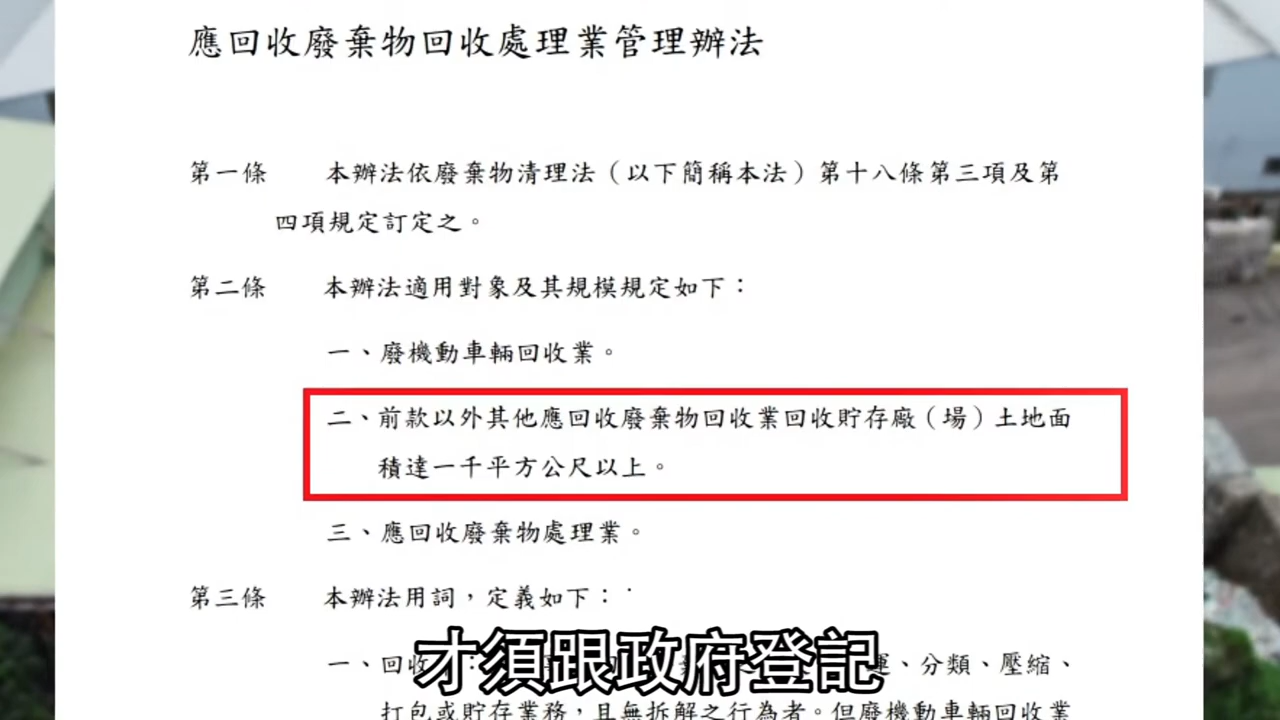 應回收廢棄物回收處理業管理辦法
第一條 本辦法依廢棄物清理法（以下簡稱本法）第十八條第三項及第
四項規定訂定之。
第二條 本辦法適用對象及其規模規定如下：
一、廢機動車輛回收業。
二、前款以外其他應回收廢棄物回收業回收貯存廠（場）土地面
積達一千平方公尺以上。
三、應回收廢棄物處理業。
第三條 本辦法用詞，定義如下：
一、回收 、分類、壓縮、
才須跟政府登記
打包或貯存業務，且無拆解之行為者。但廢機動車輛回收業